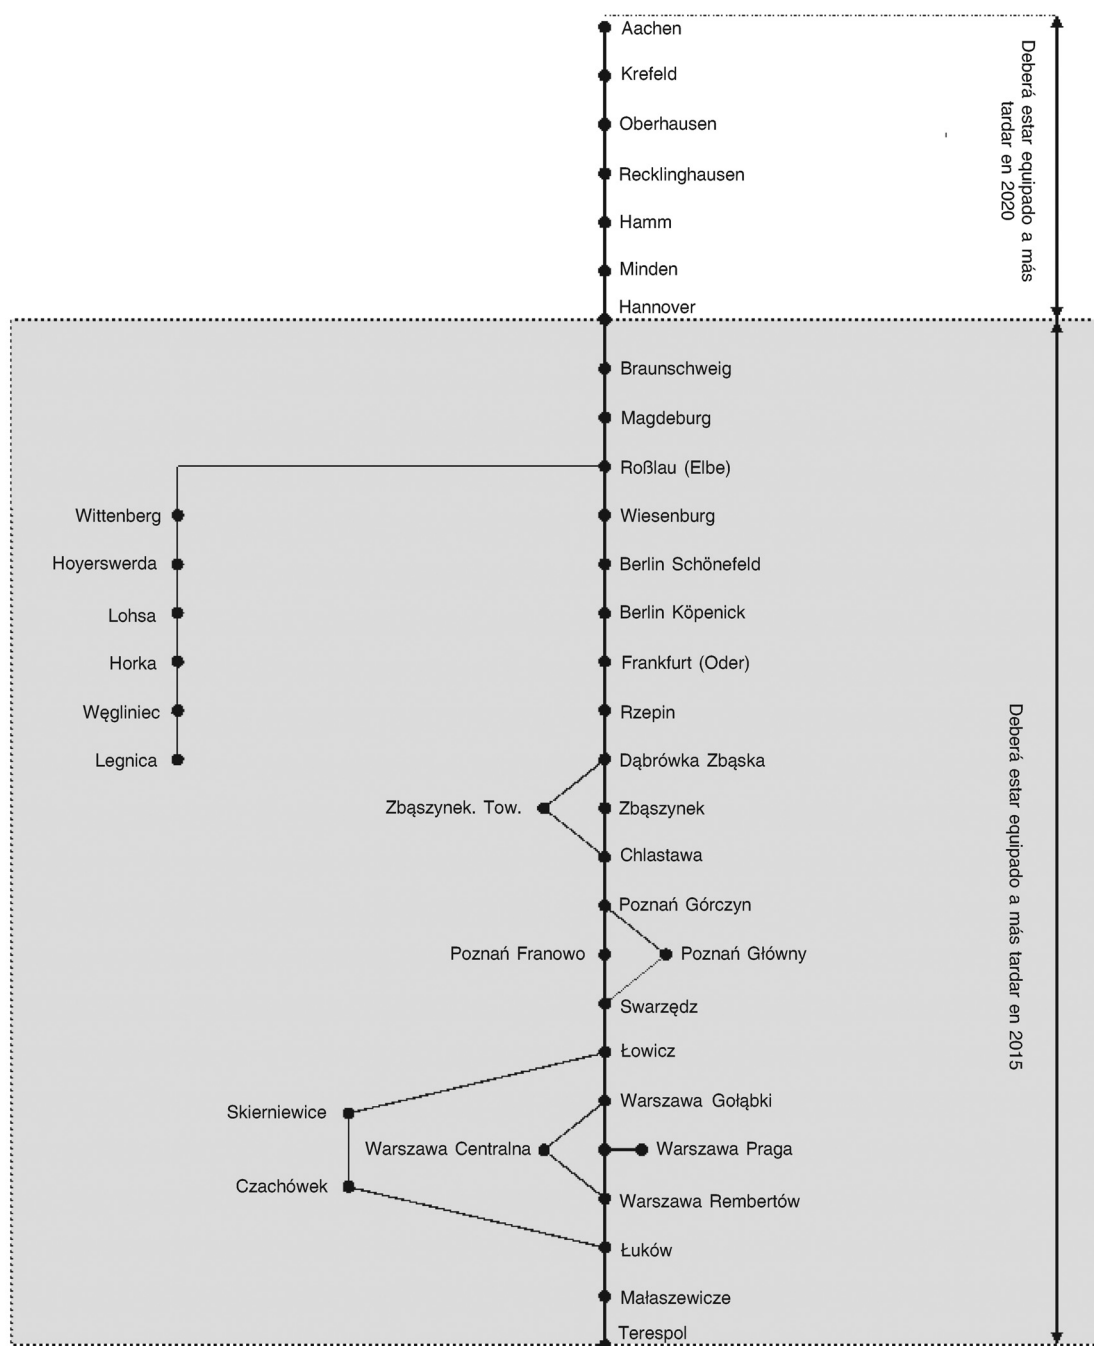 Aachen
Krefeld
Oberhausen
Recklinghausen
Hamm
Minden
Hannover
Deberá estar equipado a más
tardar en 2020
Braunschweig
Magdeburg
Roßlau (Elbe)
Wittenberg
Wiesenburg
Hoyerswerda
Berlin Schönefeld
Lohsa
Berlin Köpenick
Horka
Frankfurt (Oder)
Węgliniec
Rzepin
Legnica
Dąbrówka Zbąska
Zbąszynek. Tow.
Zbąszynek
Chlastawa
Poznań Górczyn
Poznań Franowo
Poznań Główny
Swarzędz
Łowicz
Skierniewice
Warszawa Gołąbki
Warszawa Centralna
Warszawa Praga
Czachówek
Warszawa Rembertów
Łuków
Małaszewicze
Terespol
Deberá estar equipado a más tardar en 2015